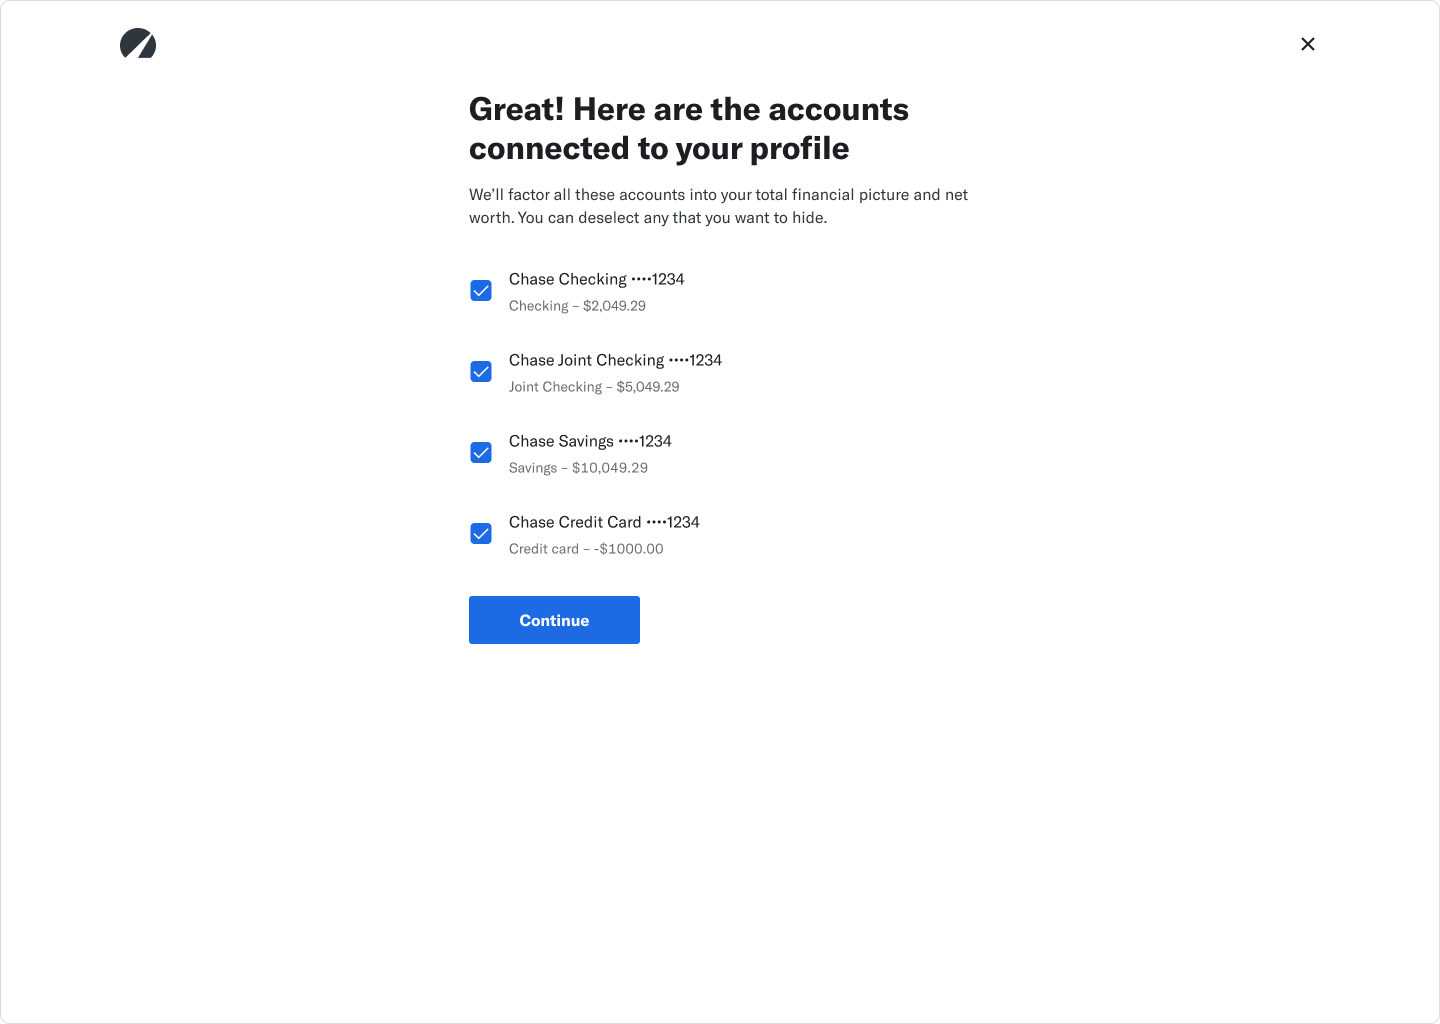 Great! Here are the accounts
connected to your profile
We’ll factor all these accounts into your total financial picture and net
worth. You can deselect any that you want to hide.
Chase Checking ••••1234
Checking – $2,049.29
Chase Joint Checking ••••1234
Joint Checking – $5,049.29
Chase Savings ••••1234
Savings – $10,049.29
Chase Credit Card ••••1234
Credit card – -$1000.00
Continue